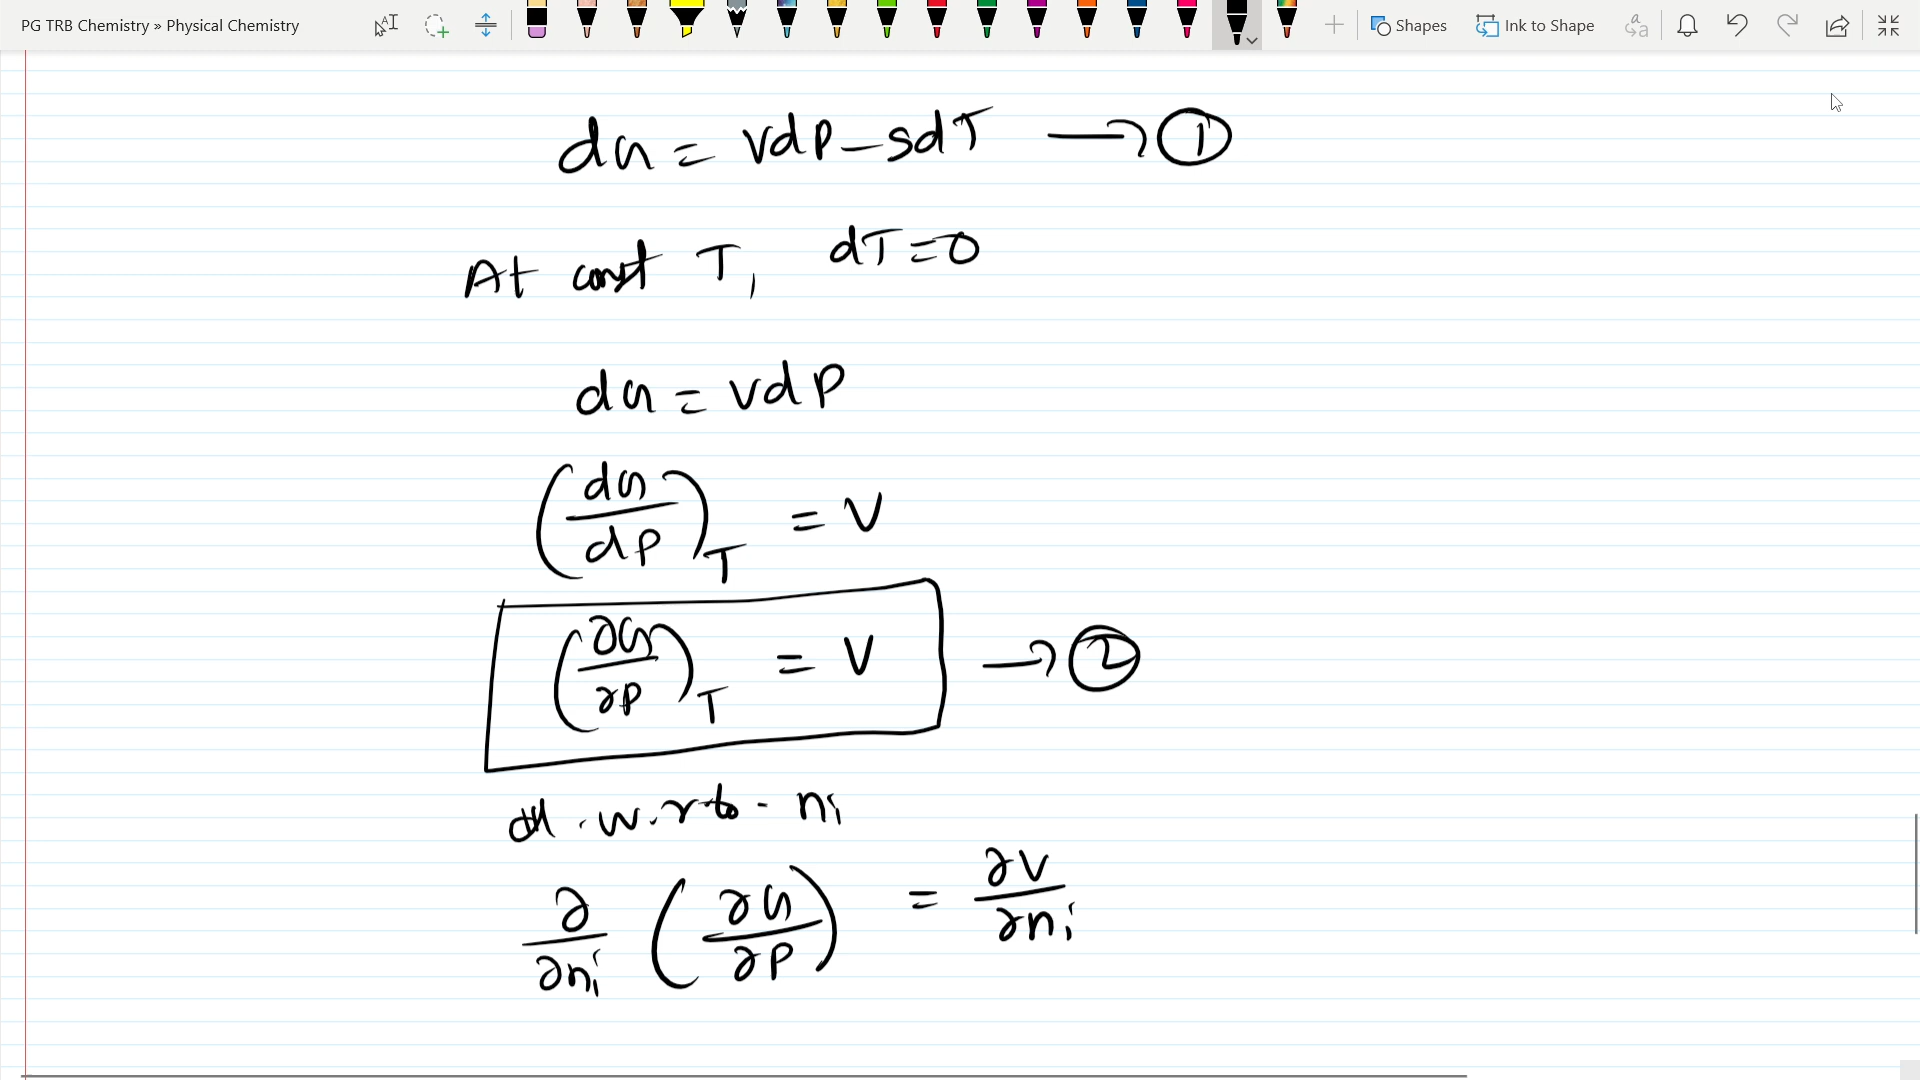 PG TRB Chemistry » Physical Chemistry
Shapes
Ink to Shape
dG = Vdp - SdT → ①
At const T, dT = 0
dG = Vdp
(dG/dp)T = V
(∂G/∂p)T = V → ②
diff. w.r.to. ni
∂/∂ni (∂G/∂p) = ∂V/∂ni